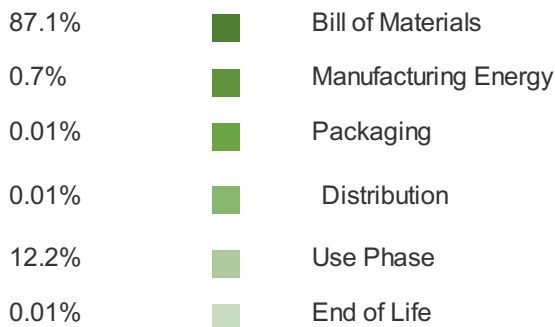 87.1% Bill of Materials
0.7% Manufacturing Energy
0.01% Packaging
0.01% Distribution
12.2% Use Phase
0.01% End of Life